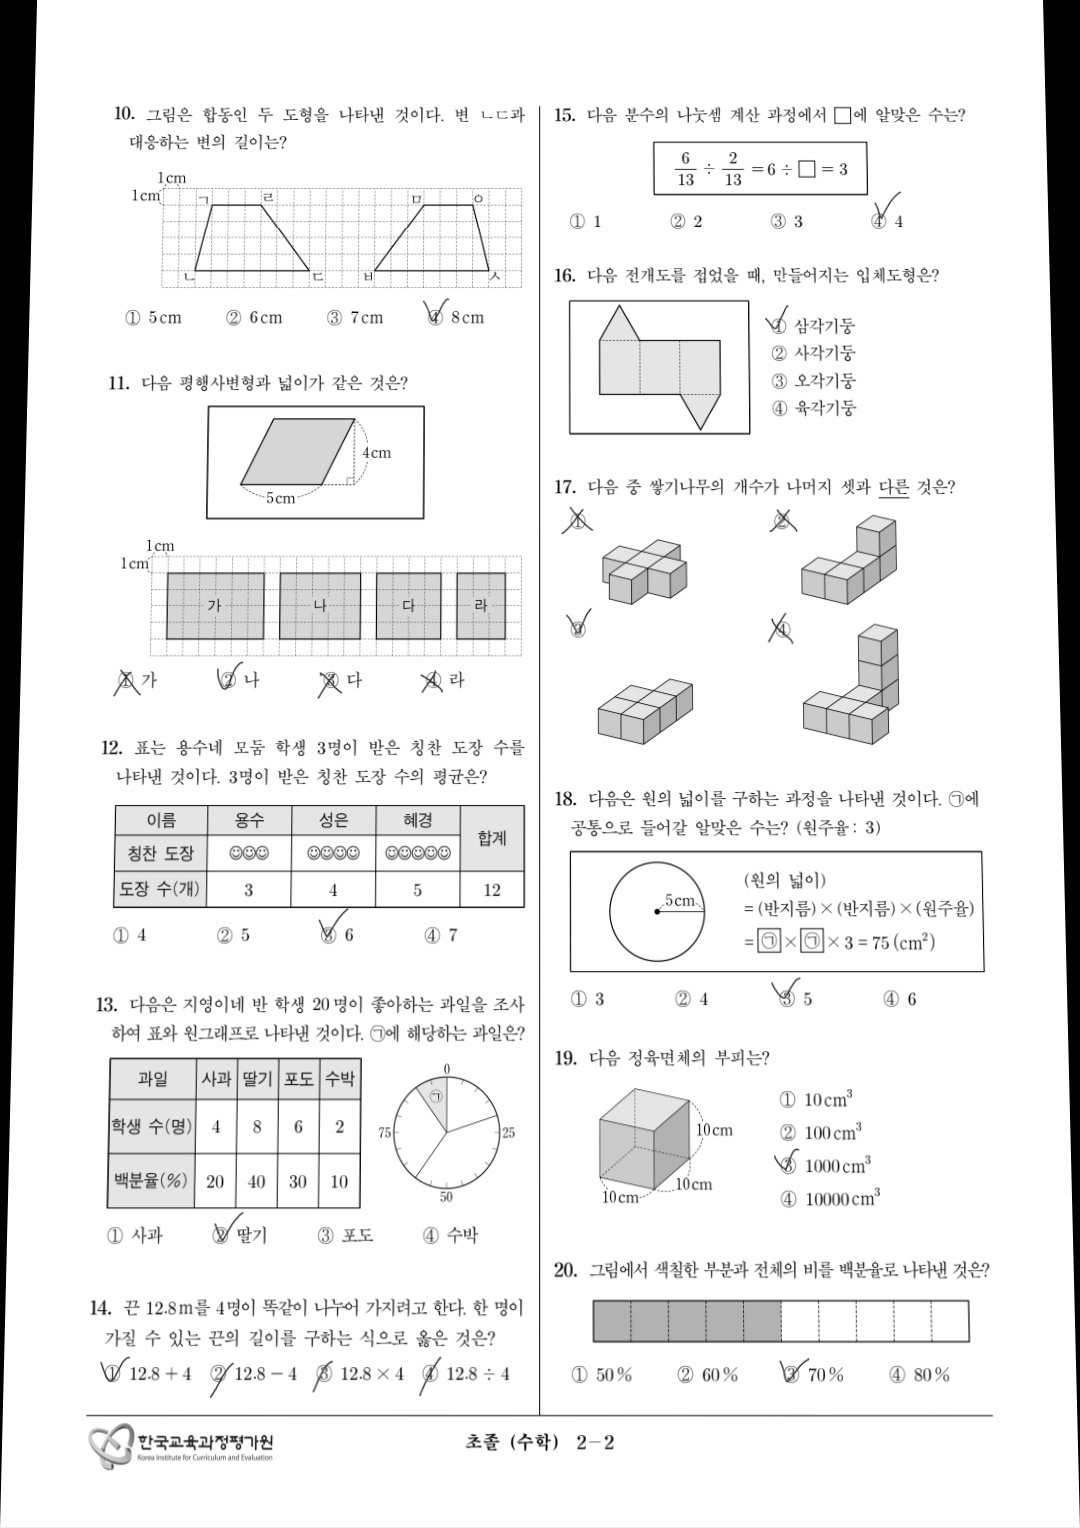 10. 그림은 합동인 두 도형을 나타낸 것이다. 변 ㄴㄷ과
대응하는 변의 길이는?
1cm
1cm
ㄱ ㄹ ㅁ ㅇ
ㄴ ㄷ ㅂ ㅅ
① 5cm ② 6cm ③ 7cm ④ 8cm
11. 다음 평행사변형과 넓이가 같은 것은?
4cm
5cm
1cm
1cm
가 나 다 라
① 가 ② 나 ③ 다 ④ 라
12. 표는 용수네 모둠 학생 3명이 받은 칭찬 도장 수를
나타낸 것이다. 3명이 받은 칭찬 도장 수의 평균은?
이름 용수 성은 혜경 합계
칭찬 도장 ☺☺☺ ☺☺☺☺ ☺☺☺☺☺
도장 수(개) 3 4 5 12
① 4 ② 5 ③ 6 ④ 7
13. 다음은 지영이네 반 학생 20명이 좋아하는 과일을 조사
하여 표와 원그래프로 나타낸 것이다. ㉠에 해당하는 과일은?
과일 사과 딸기 포도 수박
학생 수(명) 4 8 6 2
백분율(%) 20 40 30 10
0
㉠
75 25
50
① 사과 ② 딸기 ③ 포도 ④ 수박
14. 끈 12.8m를 4명이 똑같이 나누어 가지려고 한다. 한 명이
가질 수 있는 끈의 길이를 구하는 식으로 옳은 것은?
① 12.8 + 4 ② 12.8 − 4 ③ 12.8 × 4 ④ 12.8 ÷ 4
15. 다음 분수의 나눗셈 계산 과정에서 □에 알맞은 수는?
6/13 ÷ 2/13 = 6 ÷ □ = 3
① 1 ② 2 ③ 3 ④ 4
16. 다음 전개도를 접었을 때, 만들어지는 입체도형은?
① 삼각기둥
② 사각기둥
③ 오각기둥
④ 육각기둥
17. 다음 중 쌓기나무의 개수가 나머지 셋과 다른 것은?
① ②
③ ④
18. 다음은 원의 넓이를 구하는 과정을 나타낸 것이다. ㉠에
공통으로 들어갈 알맞은 수는? (원주율 : 3)
5cm
(원의 넓이)
= (반지름) × (반지름) × (원주율)
= ㉠ × ㉠ × 3 = 75 (cm²)
① 3 ② 4 ③ 5 ④ 6
19. 다음 정육면체의 부피는?
10cm
10cm
10cm
① 10cm³
② 100cm³
③ 1000cm³
④ 10000cm³
20. 그림에서 색칠한 부분과 전체의 비를 백분율로 나타낸 것은?
① 50% ② 60% ③ 70% ④ 80%
한국교육과정평가원
Korea Institute for Curriculum and Evaluation
초졸 (수학) 2−2